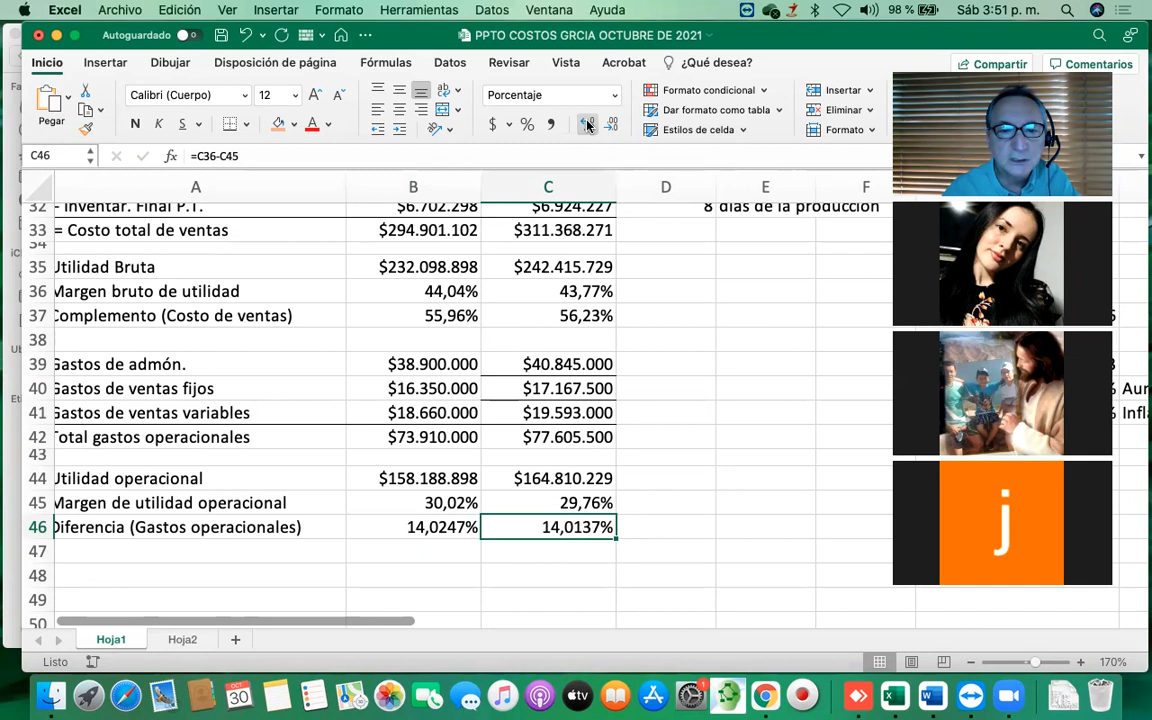 Excel Archivo Edición Ver Insertar Formato Herramientas Datos Ventana Ayuda 98 % Sáb 3:51 p. m.
Autoguardado PPTO COSTOS GRCIA OCTUBRE DE 2021
Inicio Insertar Dibujar Disposición de página Fórmulas Datos Revisar Vista Acrobat ¿Qué desea? Compartir Comentarios
Pegar Calibri (Cuerpo) 12 Porcentaje Formato condicional Insertar
Dar formato como tabla Eliminar
N K S $ % Estilos de celda Formato
C46 fx =C36-C45
A B C D E F
32 - Inventar. Final P.T. $6.702.298 $6.924.227 8 dias de la producción
33 = Costo total de ventas $294.901.102 $311.368.271
34
35 Utilidad Bruta $232.098.898 $242.415.729
36 Margen bruto de utilidad 44,04% 43,77%
37 Complemento (Costo de ventas) 55,96% 56,23%
38
39 Gastos de admón. $38.900.000 $40.845.000
40 Gastos de ventas fijos $16.350.000 $17.167.500 % Aur
41 Gastos de ventas variables $18.660.000 $19.593.000 % Infl
42 Total gastos operacionales $73.910.000 $77.605.500
43
44 Utilidad operacional $158.188.898 $164.810.229
45 Margen de utilidad operacional 30,02% 29,76%
46 Diferencia (Gastos operacionales) 14,0247% 14,0137%
47
48
49
50
j
Hoja1 Hoja2 +
Listo 170%
OCT
30
tv
1